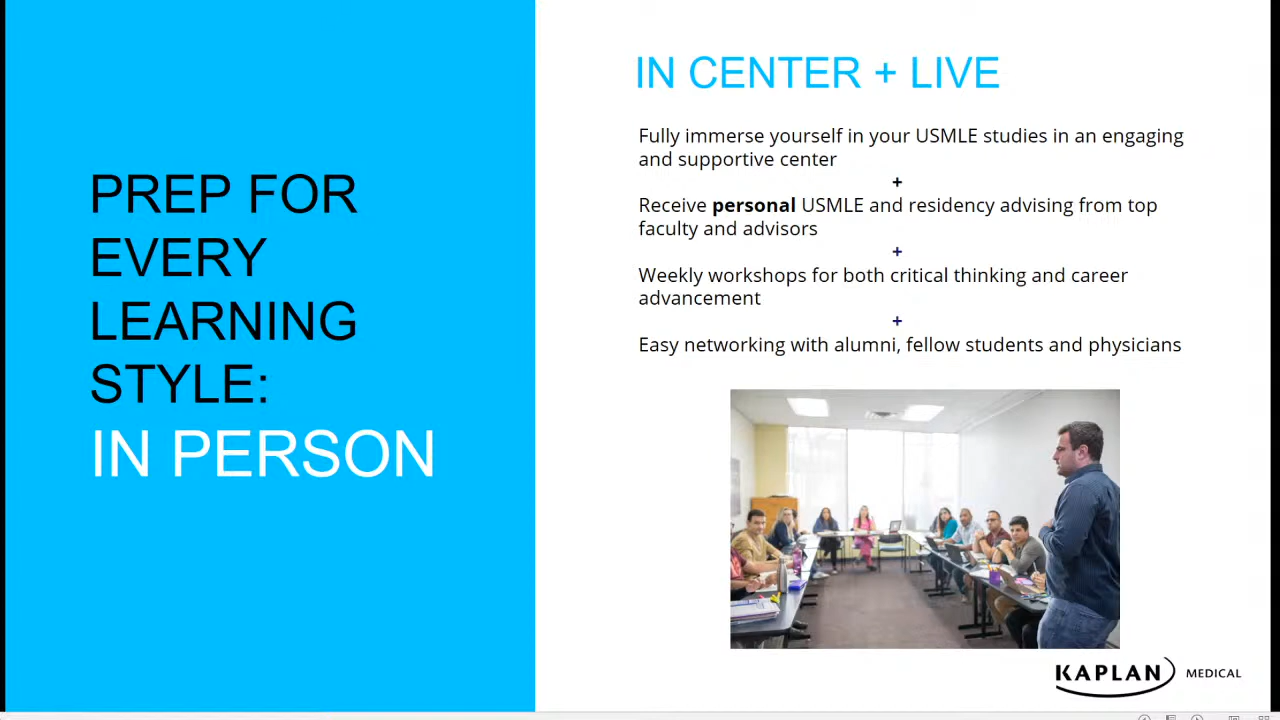 PREP FOR
EVERY
LEARNING
STYLE:
IN PERSON
IN CENTER + LIVE
Fully immerse yourself in your USMLE studies in an engaging
and supportive center
+
Receive personal USMLE and residency advising from top
faculty and advisors
+
Weekly workshops for both critical thinking and career
advancement
+
Easy networking with alumni, fellow students and physicians
KAPLAN MEDICAL